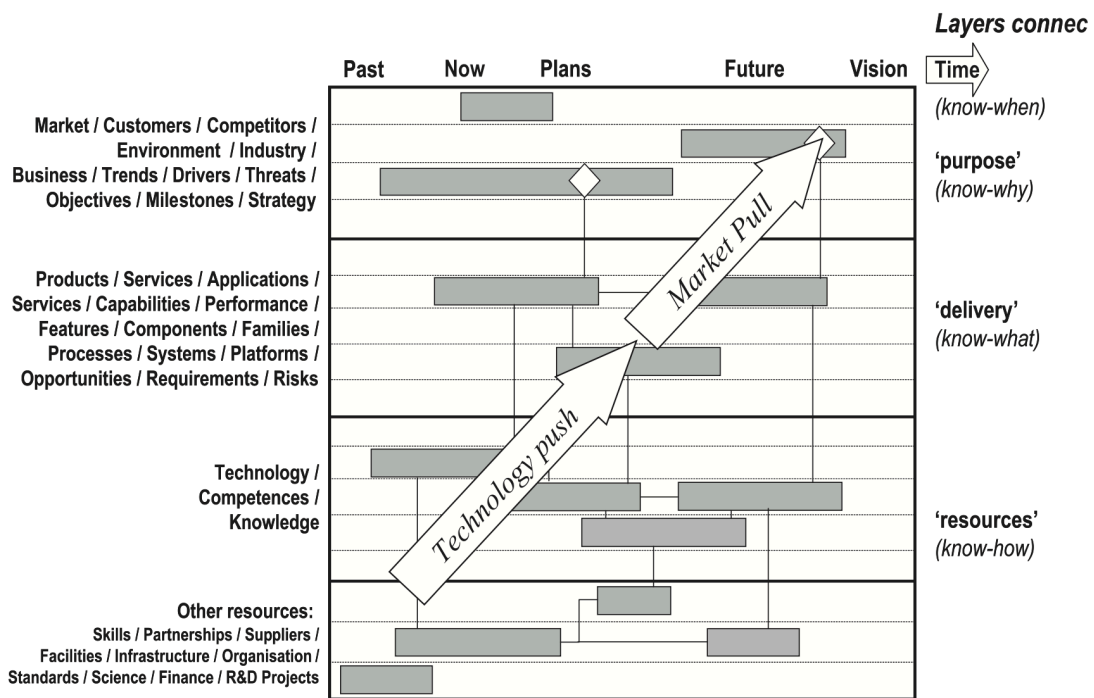 Layers connec
Past Now Plans Future Vision Time
(know-when)
Market / Customers / Competitors /
Environment / Industry /
Business / Trends / Drivers / Threats /
Objectives / Milestones / Strategy
'purpose'
(know-why)
Market Pull
Products / Services / Applications /
Services / Capabilities / Performance /
Features / Components / Families /
Processes / Systems / Platforms /
Opportunities / Requirements / Risks
'delivery'
(know-what)
Technology push
Technology /
Competences /
Knowledge
'resources'
(know-how)
Other resources:
Skills / Partnerships / Suppliers /
Facilities / Infrastructure / Organisation /
Standards / Science / Finance / R&D Projects